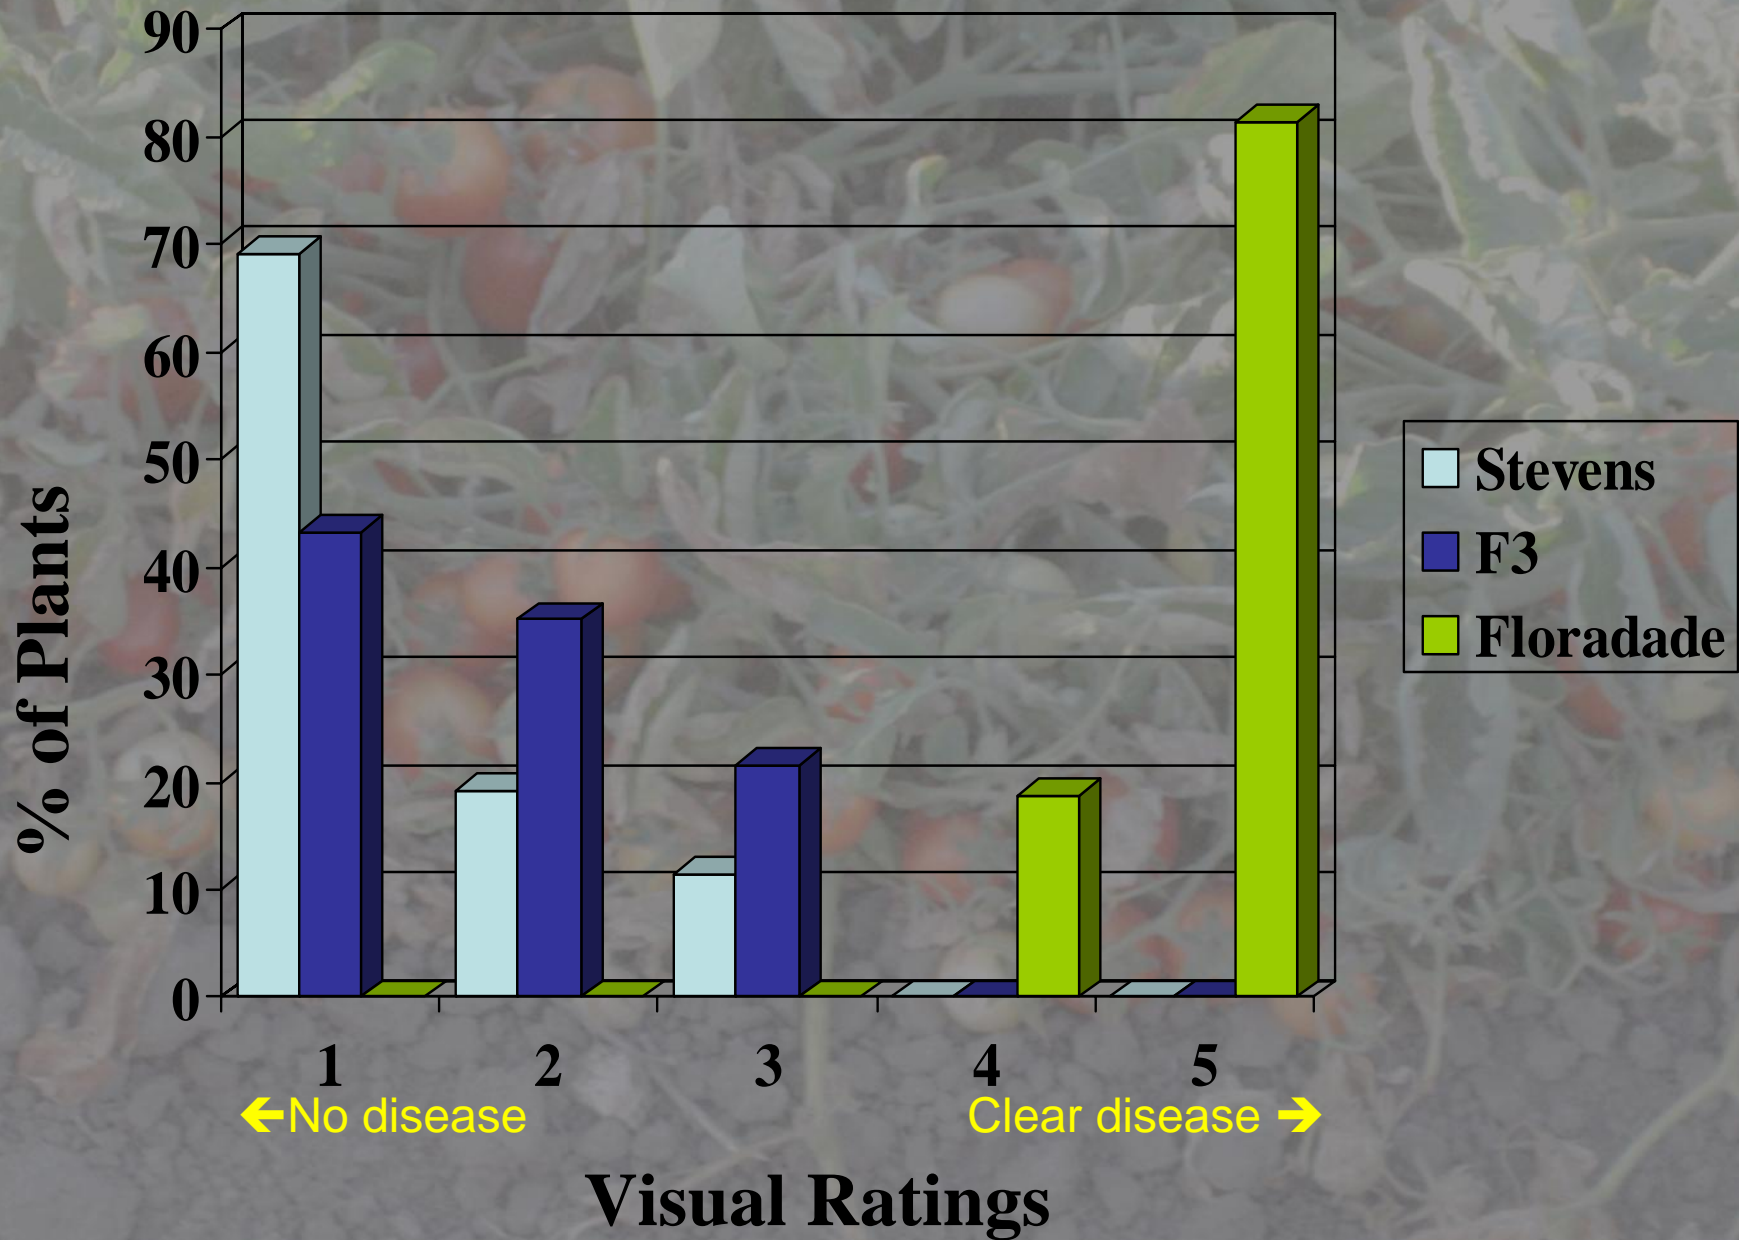 90
80
70
60
50
40
30
20
10
0
% of Plants
1 2 3 4 5
🡸No disease
Clear disease 🡺
Visual Ratings
Stevens
F3
Floradade